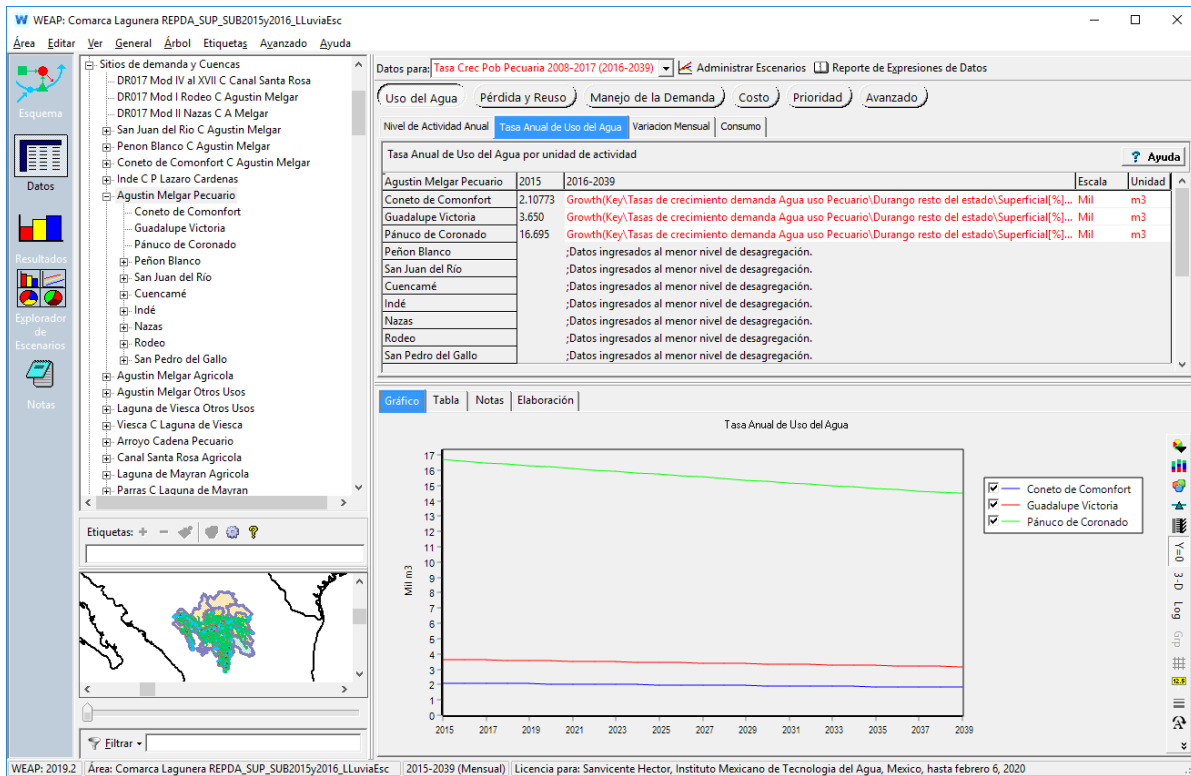 WEAP: Comarca Lagunera REPDA_SUP_SUB2015y2016_LLuviaEsc
Área Editar Ver General Árbol Etiquetas Avanzado Ayuda
Esquema
Datos
Resultados
Explorador
de
Escenarios
Notas
Sitios de demanda y Cuencas
DR017 Mod IV al XVII C Canal Santa Rosa
DR017 Mod I Rodeo C Agustin Melgar
DR017 Mod II Nazas C A Melgar
San Juan del Rio C Agustin Melgar
Penon Blanco C Agustin Melgar
Coneto de Comonfort C Agustin Melgar
Inde C P Lazaro Cardenas
Agustin Melgar Pecuario
Coneto de Comonfort
Guadalupe Victoria
Pánuco de Coronado
Peñon Blanco
San Juan del Río
Cuencamé
Indé
Nazas
Rodeo
San Pedro del Gallo
Agustin Melgar Agricola
Agustin Melgar Otros Usos
Laguna de Viesca Otros Usos
Viesca C Laguna de Viesca
Arroyo Cadena Pecuario
Canal Santa Rosa Agricola
Laguna de Mayran Agricola
Parras C Laguna de Mayran
Etiquetas:
Filtrar
Datos para: Tasa Crec Pob Pecuaria 2008-2017 (2016-2039) Administrar Escenarios Reporte de Expresiones de Datos
Uso del Agua Pérdida y Reuso Manejo de la Demanda Costo Prioridad Avanzado
Nivel de Actividad Anual Tasa Anual de Uso del Agua Variacion Mensual Consumo
Tasa Anual de Uso del Agua por unidad de actividad ? Ayuda
Agustin Melgar Pecuario 2015 2016-2039 Escala Unidad
Coneto de Comonfort 2.10773 Growth(Key\Tasas de crecimiento demanda Agua uso Pecuario\Durango resto del estado\Superficial[%]... Mil m3
Guadalupe Victoria 3.650 Growth(Key\Tasas de crecimiento demanda Agua uso Pecuario\Durango resto del estado\Superficial[%]... Mil m3
Pánuco de Coronado 16.695 Growth(Key\Tasas de crecimiento demanda Agua uso Pecuario\Durango resto del estado\Superficial[%]... Mil m3
Peñon Blanco ;Datos ingresados al menor nivel de desagregación.
San Juan del Río ;Datos ingresados al menor nivel de desagregación.
Cuencamé ;Datos ingresados al menor nivel de desagregación.
Indé ;Datos ingresados al menor nivel de desagregación.
Nazas ;Datos ingresados al menor nivel de desagregación.
Rodeo ;Datos ingresados al menor nivel de desagregación.
San Pedro del Gallo ;Datos ingresados al menor nivel de desagregación.
Gráfico Tabla Notas Elaboración
Tasa Anual de Uso del Agua
Mil m3
17
16
15
14
13
12
11
10
9
8
7
6
5
4
3
2
1
0
2015 2017 2019 2021 2023 2025 2027 2029 2031 2033 2035 2037 2039
Coneto de Comonfort
Guadalupe Victoria
Pánuco de Coronado
Y=0
3-D
Log
Grp
WEAP: 2019.2 Área: Comarca Lagunera REPDA_SUP_SUB2015y2016_LLuviaEsc 2015-2039 (Mensual) Licencia para: Sanvicente Hector, Instituto Mexicano de Tecnologia del Agua, Mexico, hasta febrero 6, 2020